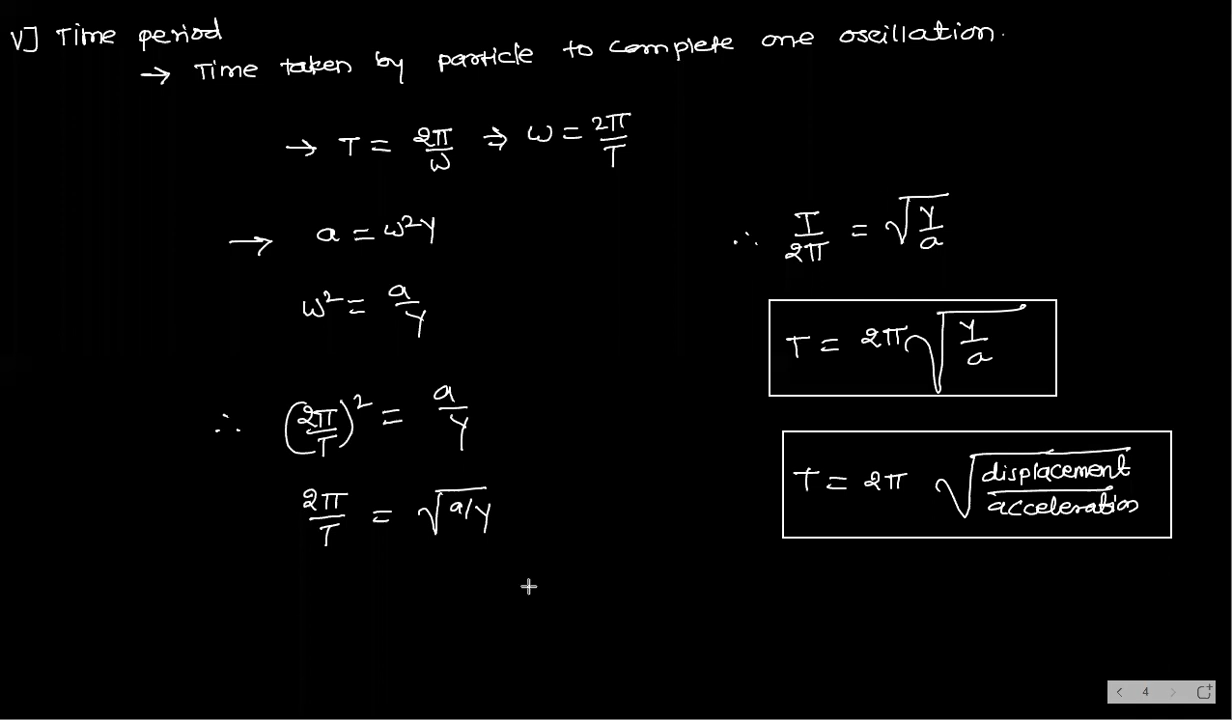 V] Time period
→ Time taken by particle to complete one oscillation.
→ T = 2π/ω ⇒ ω = 2π/T
→ a = ω²Y
ω² = a/Y
∴ (2π/T)² = a/Y
2π/T = √a/Y
∴ T/2π = √Y/a
T = 2π √Y/a
T = 2π √displacement/acceleration
4